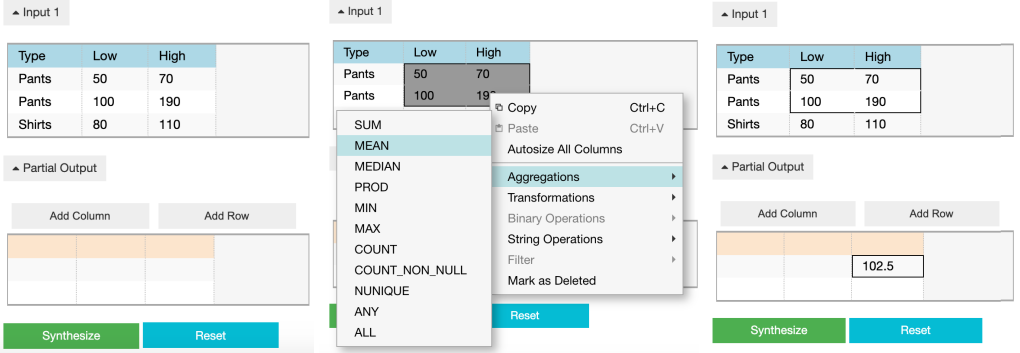 Input 1
Type Low High
Pants 50 70
Pants 100 190
Shirts 80 110
Partial Output
Add Column Add Row
Synthesize Reset
Input 1
Type Low High
Pants 50 70
Pants 100
SUM
MEAN
MEDIAN
PROD
MIN
MAX
COUNT
COUNT_NON_NULL
NUNIQUE
ANY
ALL
Copy Ctrl+C
Paste Ctrl+V
Autosize All Columns
Aggregations
Transformations
Binary Operations
String Operations
Filter
Mark as Deleted
Reset
Input 1
Type Low High
Pants 50 70
Pants 100 190
Shirts 80 110
Partial Output
Add Column Add Row
102.5
Synthesize Reset